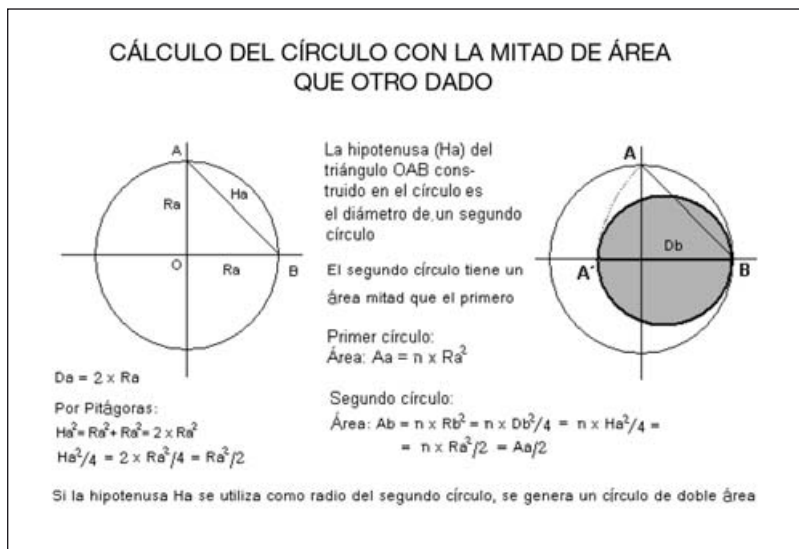 CÁLCULO DEL CÍRCULO CON LA MITAD DE ÁREA
QUE OTRO DADO
A
Ha
Ra
O
Ra
B
Da = 2 x Ra
Por Pitágoras:
Ha²= Ra²+ Ra²= 2 x Ra²
Ha²/4 = 2 x Ra²/4 = Ra²/2
La hipotenusa (Ha) del
triángulo OAB cons-
truido en el círculo es
el diámetro de un segundo
círculo
El segundo círculo tiene un
área mitad que el primero
Primer círculo:
Área: Aa = n x Ra²
Segundo círculo:
Área: Ab = n x Rb² = n x Db²/4 = n x Ha²/4 =
= n x Ra²/2 = Aa/2
A
Db
A´
B
Si la hipotenusa Ha se utiliza como radio del segundo círculo, se genera un círculo de doble área